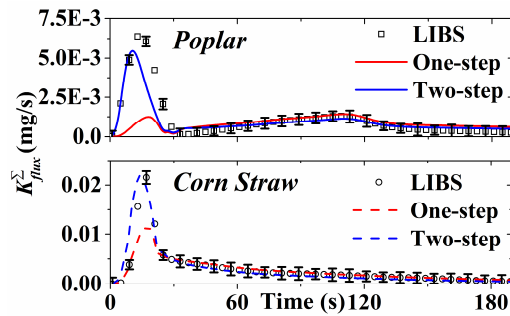 7.5E-3
5.0E-3
2.5E-3
0.0
Poplar
LIBS
One-step
Two-step
K^Σ_flux (mg/s)
0.02
0.01
0.00
Corn Straw
LIBS
One-step
Two-step
0 60 120 180
Time (s)